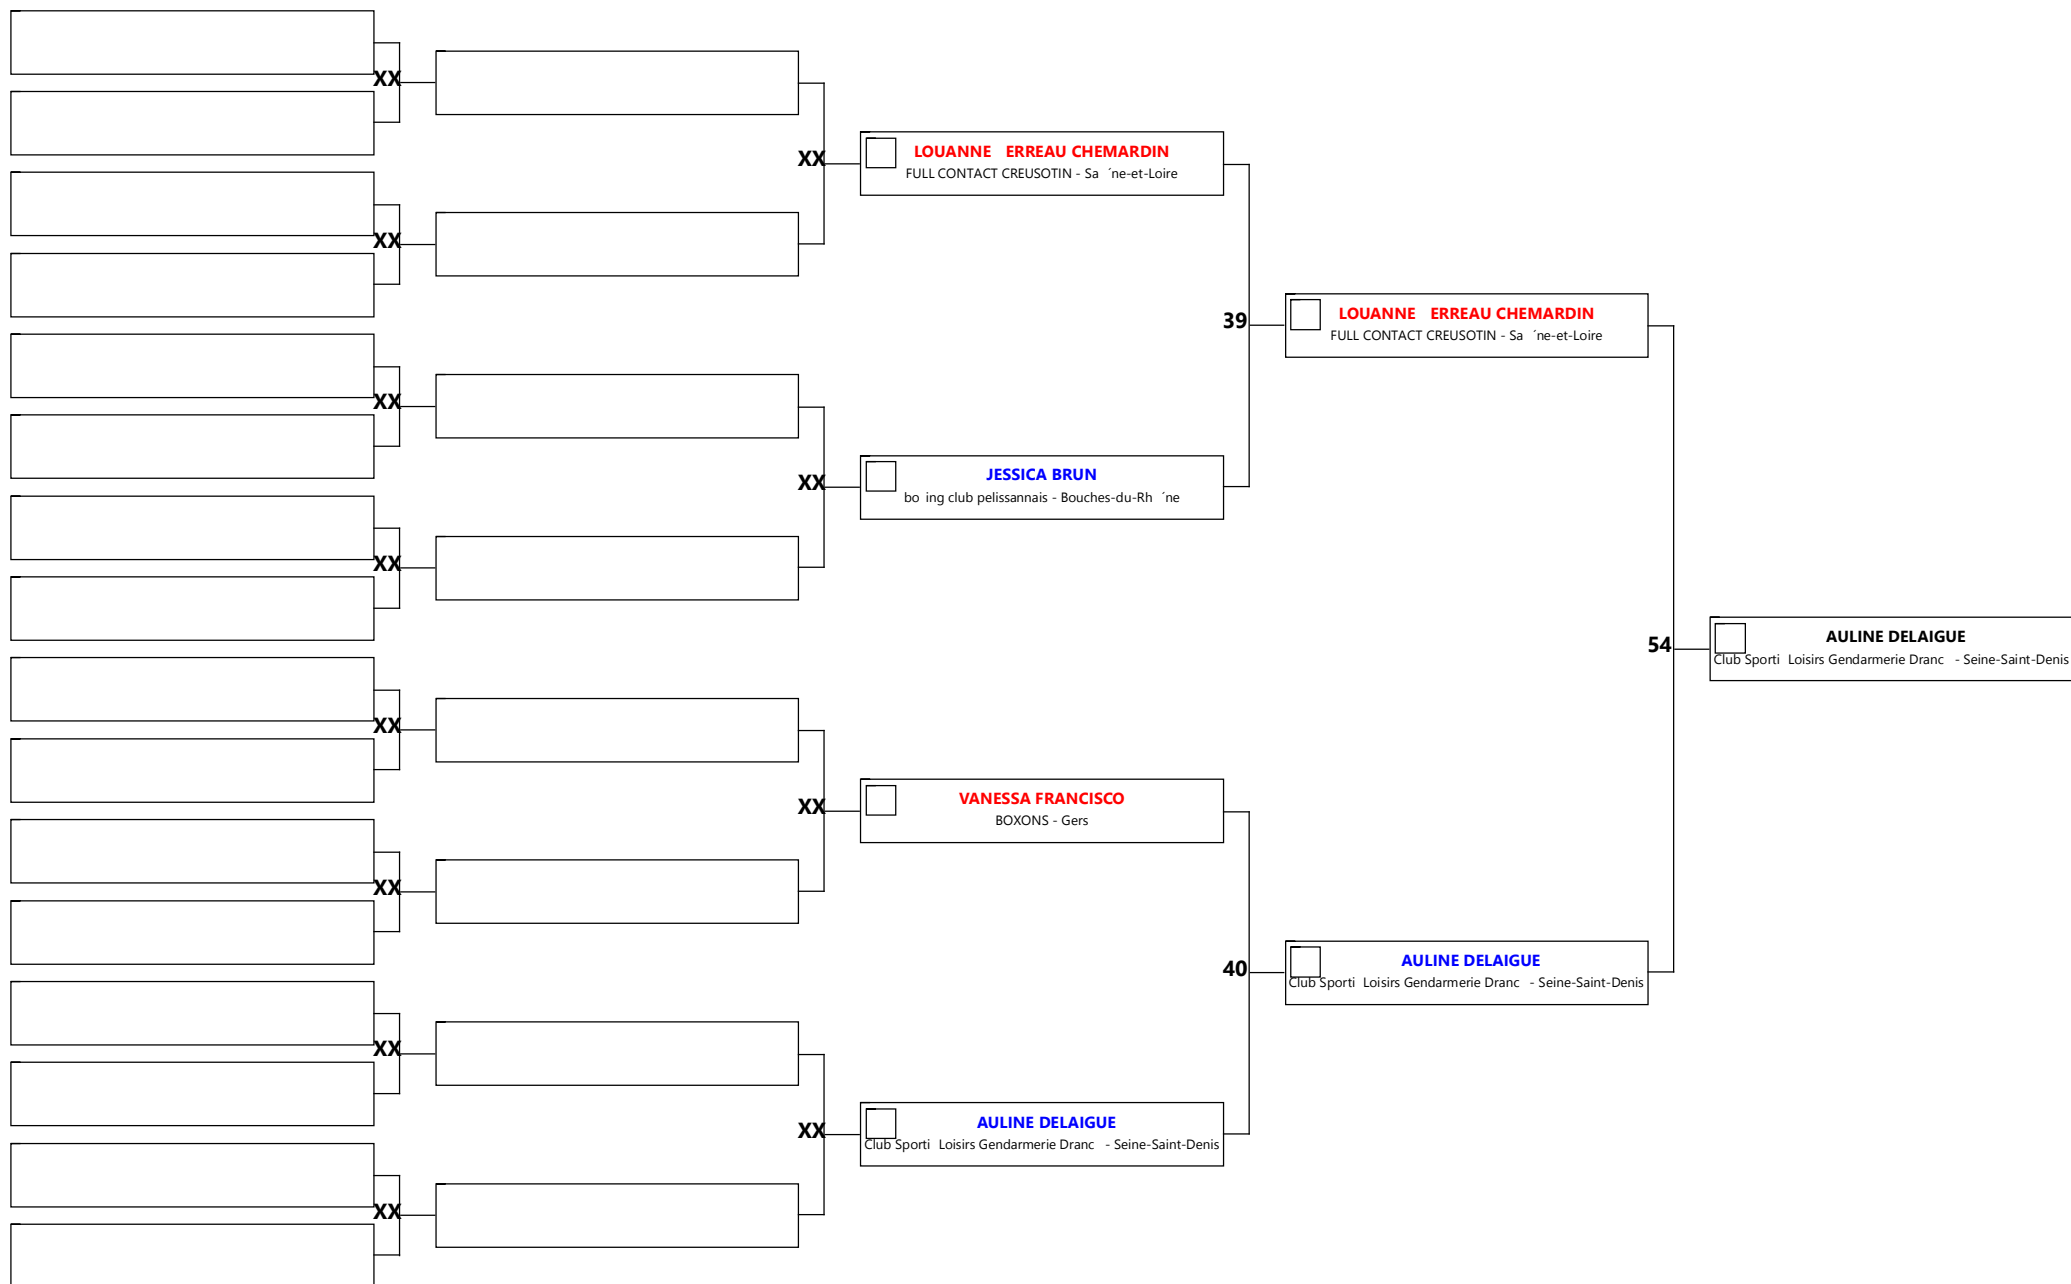 XX
XX
XX
XX
XX
XX
XX
XX
XX
XX
XX
XX
LOUANNE ERREAU CHEMARDIN
FULL CONTACT CREUSOTIN - Sa ´ne-et-Loire
JESSICA BRUN
bo ing club pelissannais - Bouches-du-Rh ´ne
VANESSA FRANCISCO
BOXONS - Gers
AULINE DELAIGUE
Club Sporti Loisirs Gendarmerie Dranc - Seine-Saint-Denis
39
40
LOUANNE ERREAU CHEMARDIN
FULL CONTACT CREUSOTIN - Sa ´ne-et-Loire
AULINE DELAIGUE
Club Sporti Loisirs Gendarmerie Dranc - Seine-Saint-Denis
54
AULINE DELAIGUE
Club Sporti Loisirs Gendarmerie Dranc - Seine-Saint-Denis